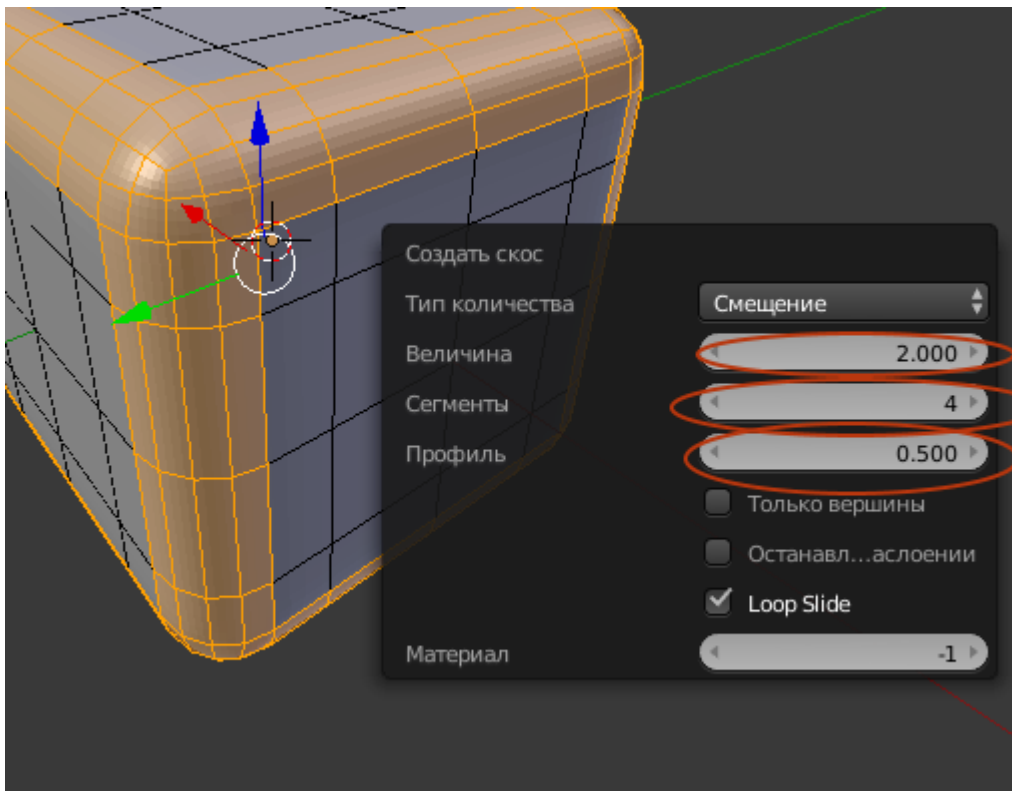 Создать скос
Тип количества Смещение
Величина 2.000
Сегменты 4
Профиль 0.500
Только вершины
Останавл...аслоении
Loop Slide
Материал -1